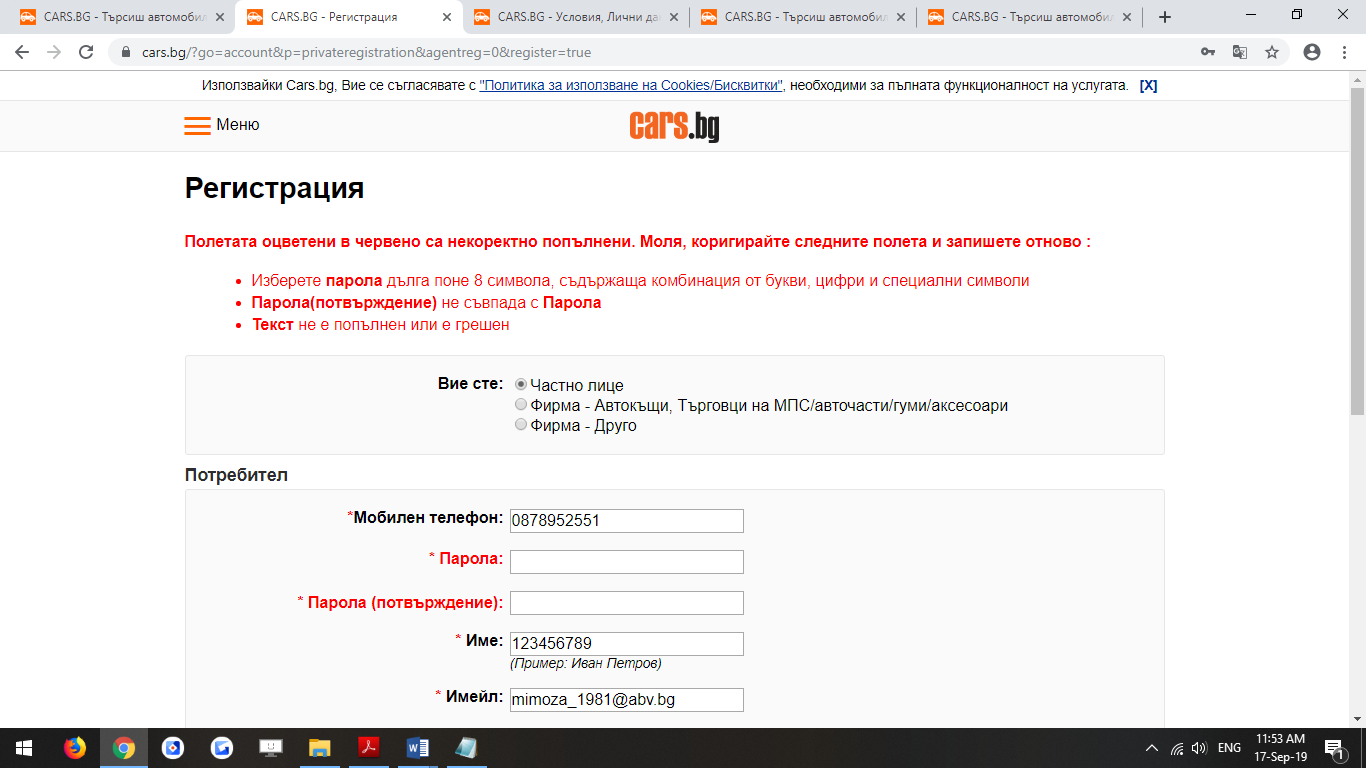 CARS.BG - Търсиш автомобил
CARS.BG - Регистрация
CARS.BG - Условия, Лични да
CARS.BG - Търсиш автомобил
CARS.BG - Търсиш автомобил
cars.bg/?go=account&p=privateregistration&agentreg=0&register=true
Използвайки Cars.bg, Вие се съгласявате с "Политика за използване на Cookies/Бисквитки", необходими за пълната функционалност на услугата. [X]
Меню
cars.bg
Регистрация
Полетата оцветени в червено са некоректно попълнени. Моля, коригирайте следните полета и запишете отново :
• Изберете парола дълга поне 8 символа, съдържаща комбинация от букви, цифри и специални символи
• Парола(потвърждение) не съвпада с Парола
• Текст не е попълнен или е грешен
Вие сте: Частно лице
Фирма - Автокъщи, Търговци на МПС/авточасти/гуми/аксесоари
Фирма - Друго
Потребител
*Мобилен телефон: 0878952551
* Парола:
* Парола (потвърждение):
* Име: 123456789
(Пример: Иван Петров)
* Имейл: mimoza_1981@abv.bg
ENG
11:53 AM
17-Sep-19
1